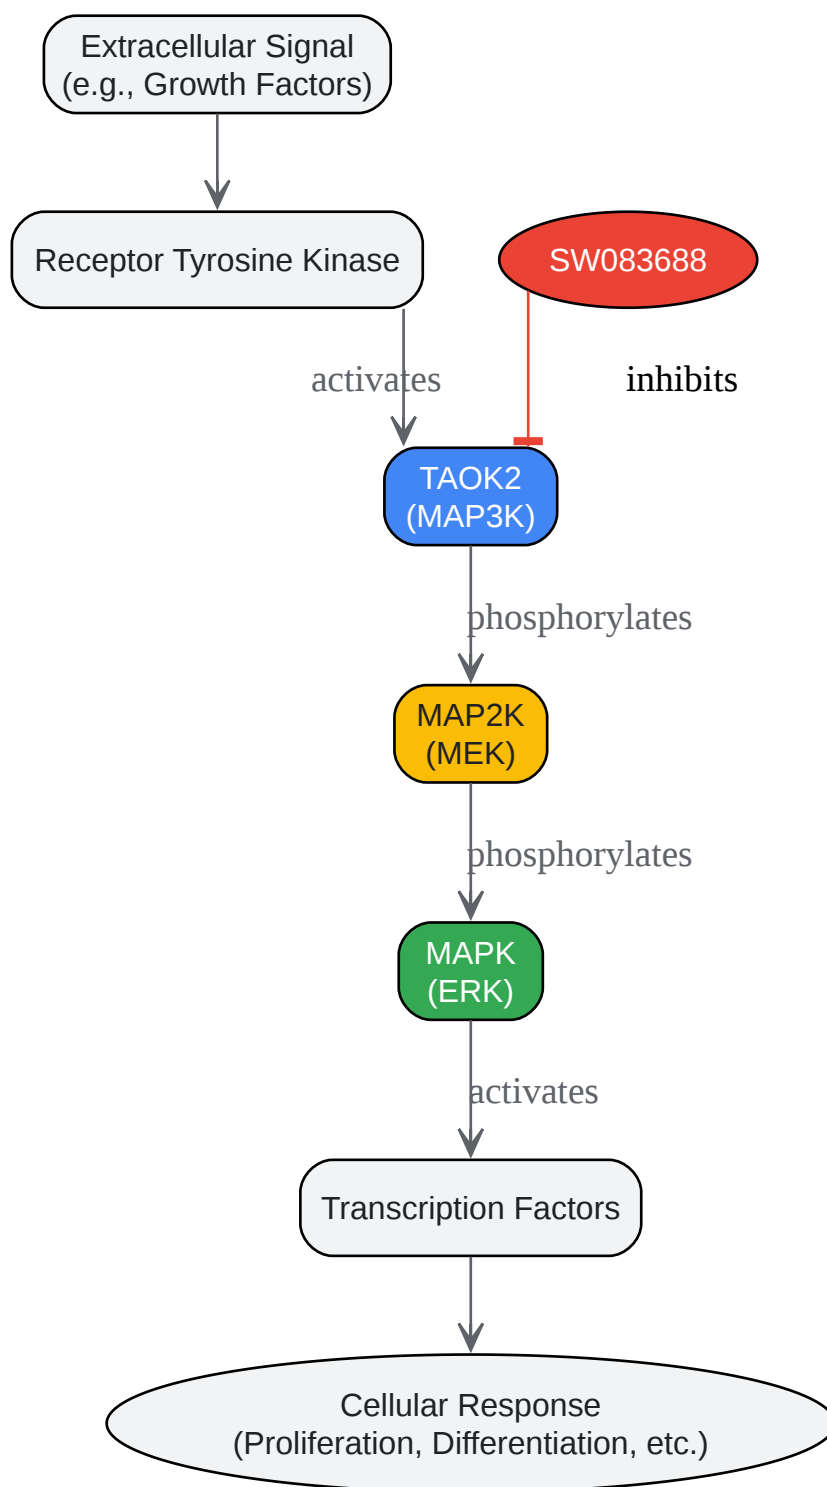 Extracellular Signal
(e.g., Growth Factors)
Receptor Tyrosine Kinase
SW083688
activates
inhibits
TAOK2
(MAP3K)
phosphorylates
MAP2K
(MEK)
phosphorylates
MAPK
(ERK)
activates
Transcription Factors
Cellular Response
(Proliferation, Differentiation, etc.)